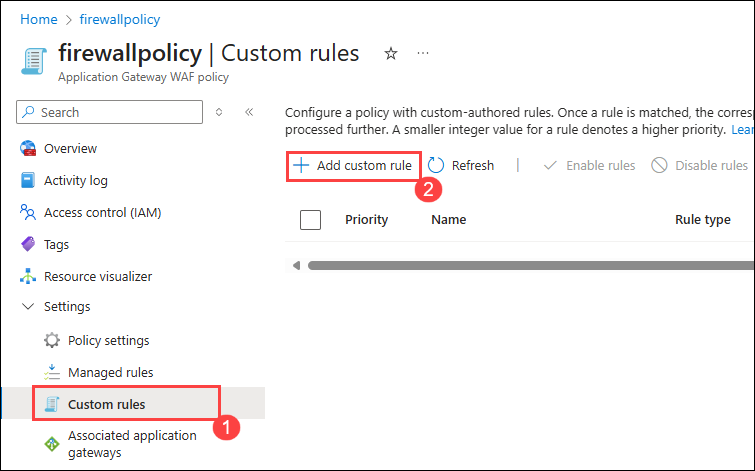 Home > firewallpolicy
firewallpolicy | Custom rules ☆ ···
Application Gateway WAF policy
Search
Configure a policy with custom-authored rules. Once a rule is matched, the corresp
processed further. A smaller integer value for a rule denotes a higher priority. Lear
Overview
Activity log
Access control (IAM)
Tags
Resource visualizer
Settings
Policy settings
Managed rules
Custom rules
1
Associated application
gateways
+ Add custom rule Refresh | Enable rules Disable rules
2
Priority Name Rule type